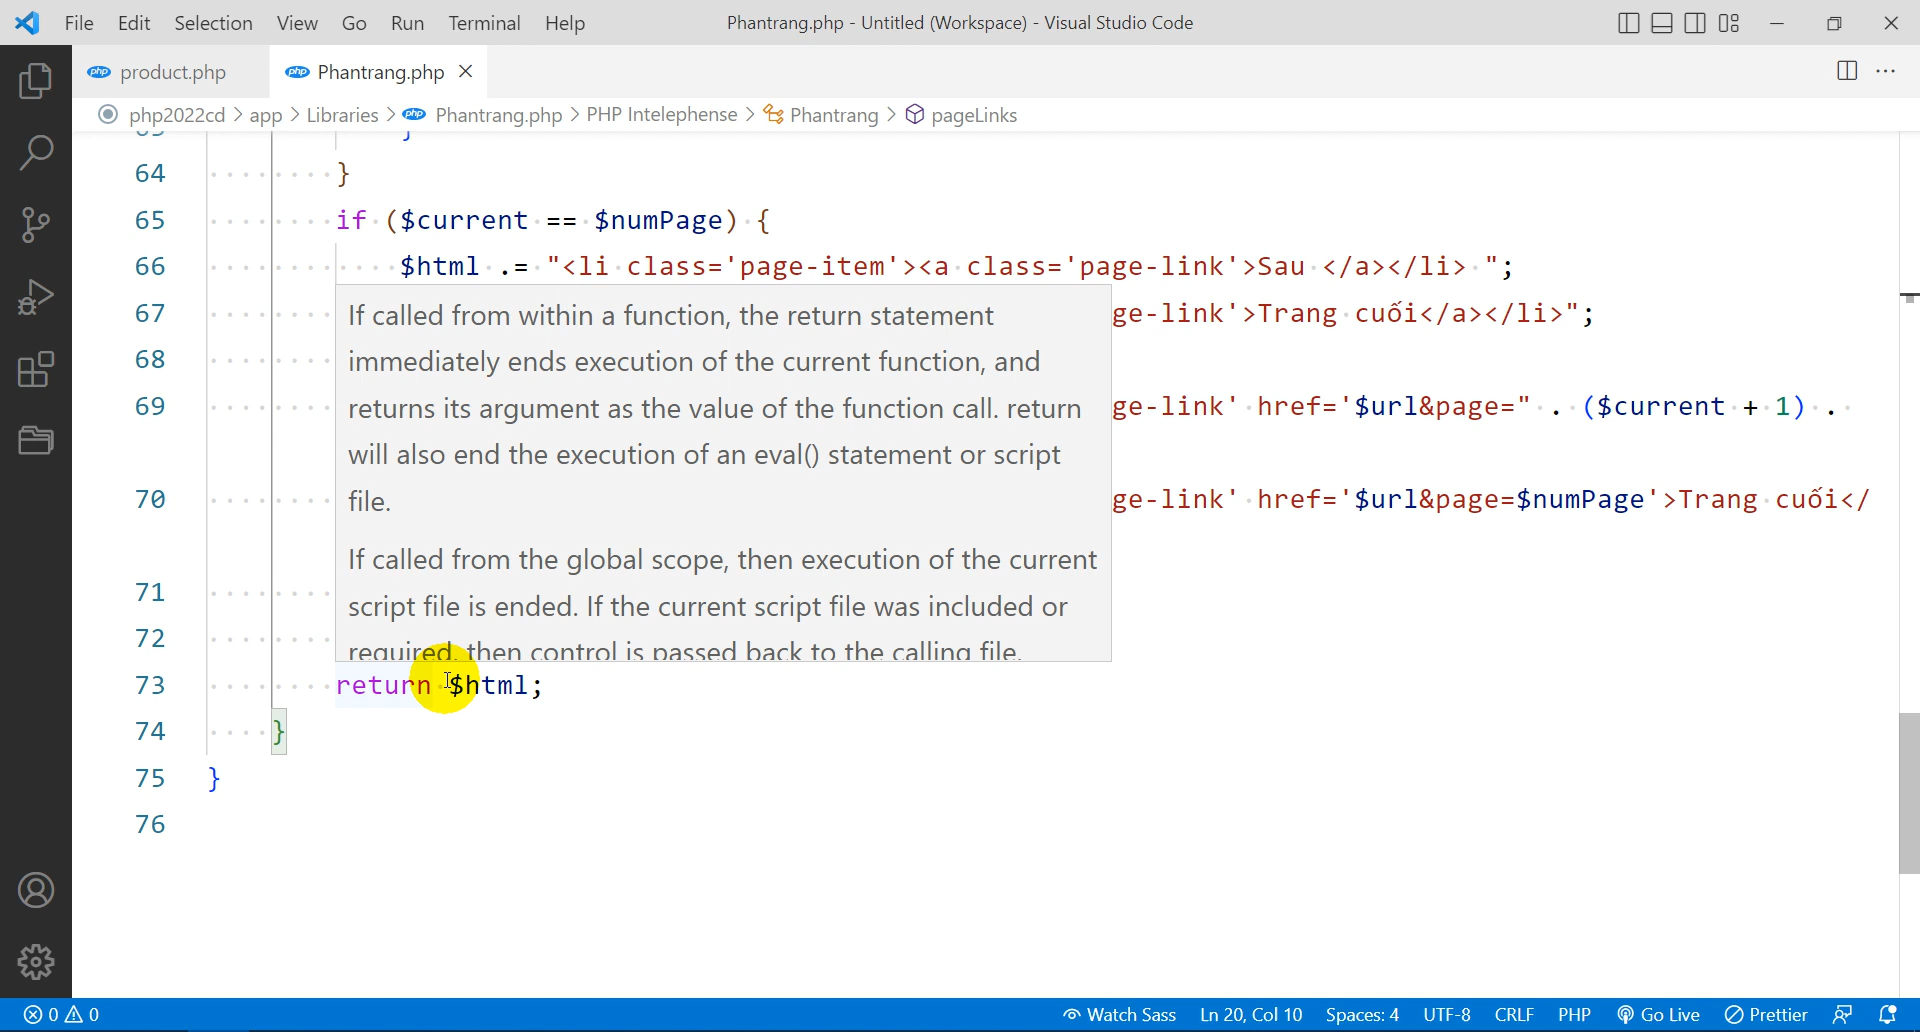 File Edit Selection View Go Run Terminal Help Phantrang.php - Untitled (Workspace) - Visual Studio Code
php product.php php Phantrang.php
php2022cd > app > Libraries > php Phantrang.php > PHP Intelephense > Phantrang > pageLinks
63 }
64 }
65 if ($current == $numPage) {
66 $html .= "<li class='page-item'><a class='page-link'>Sau </a></li> ";
67 ge-link'>Trang cuối</a></li>";
68
69 ge-link' href='$url&page=" . ($current + 1) .
70 ge-link' href='$url&page=$numPage'>Trang cuối</
71
72
If called from within a function, the return statement
immediately ends execution of the current function, and
returns its argument as the value of the function call. return
will also end the execution of an eval() statement or script
file.
If called from the global scope, then execution of the current
script file is ended. If the current script file was included or
required, then control is passed back to the calling file.
73 return $html;
74 }
75 }
76
0 0 Watch Sass Ln 20, Col 10 Spaces: 4 UTF-8 CRLF PHP Go Live Prettier